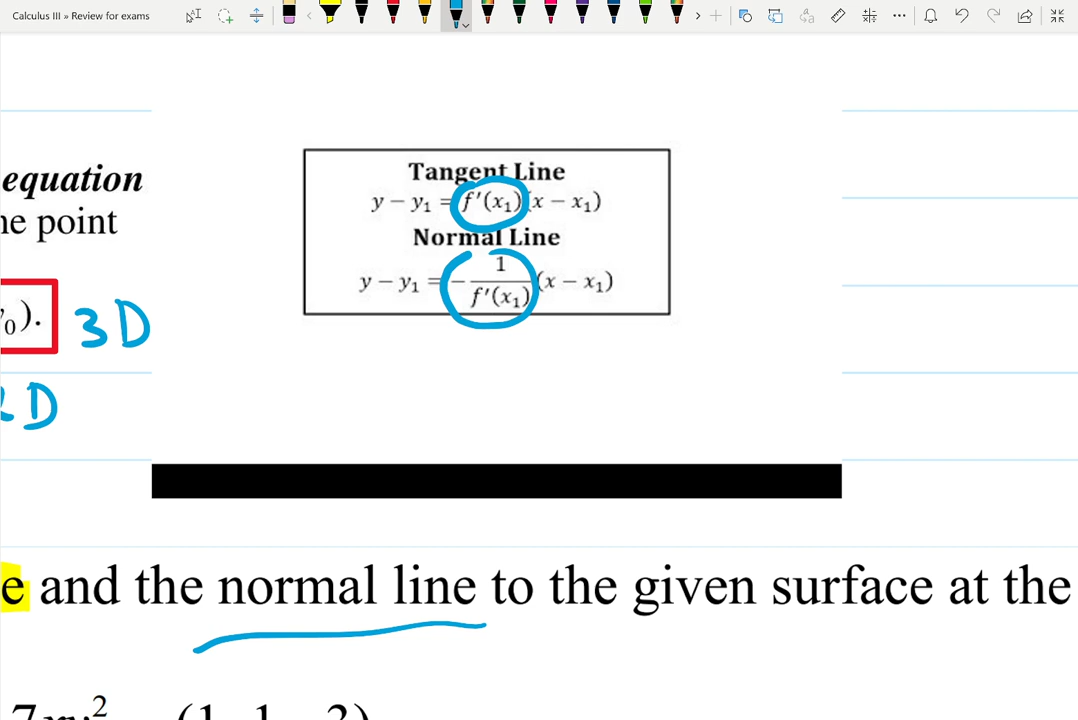 Calculus III » Review for exams
equation
point
Tangent Line
y − y₁ = f′(x₁)(x − x₁)
Normal Line
y − y₁ = − 1/f′(x₁) (x − x₁)
₀).
3D
D
and the normal line to the given surface at the